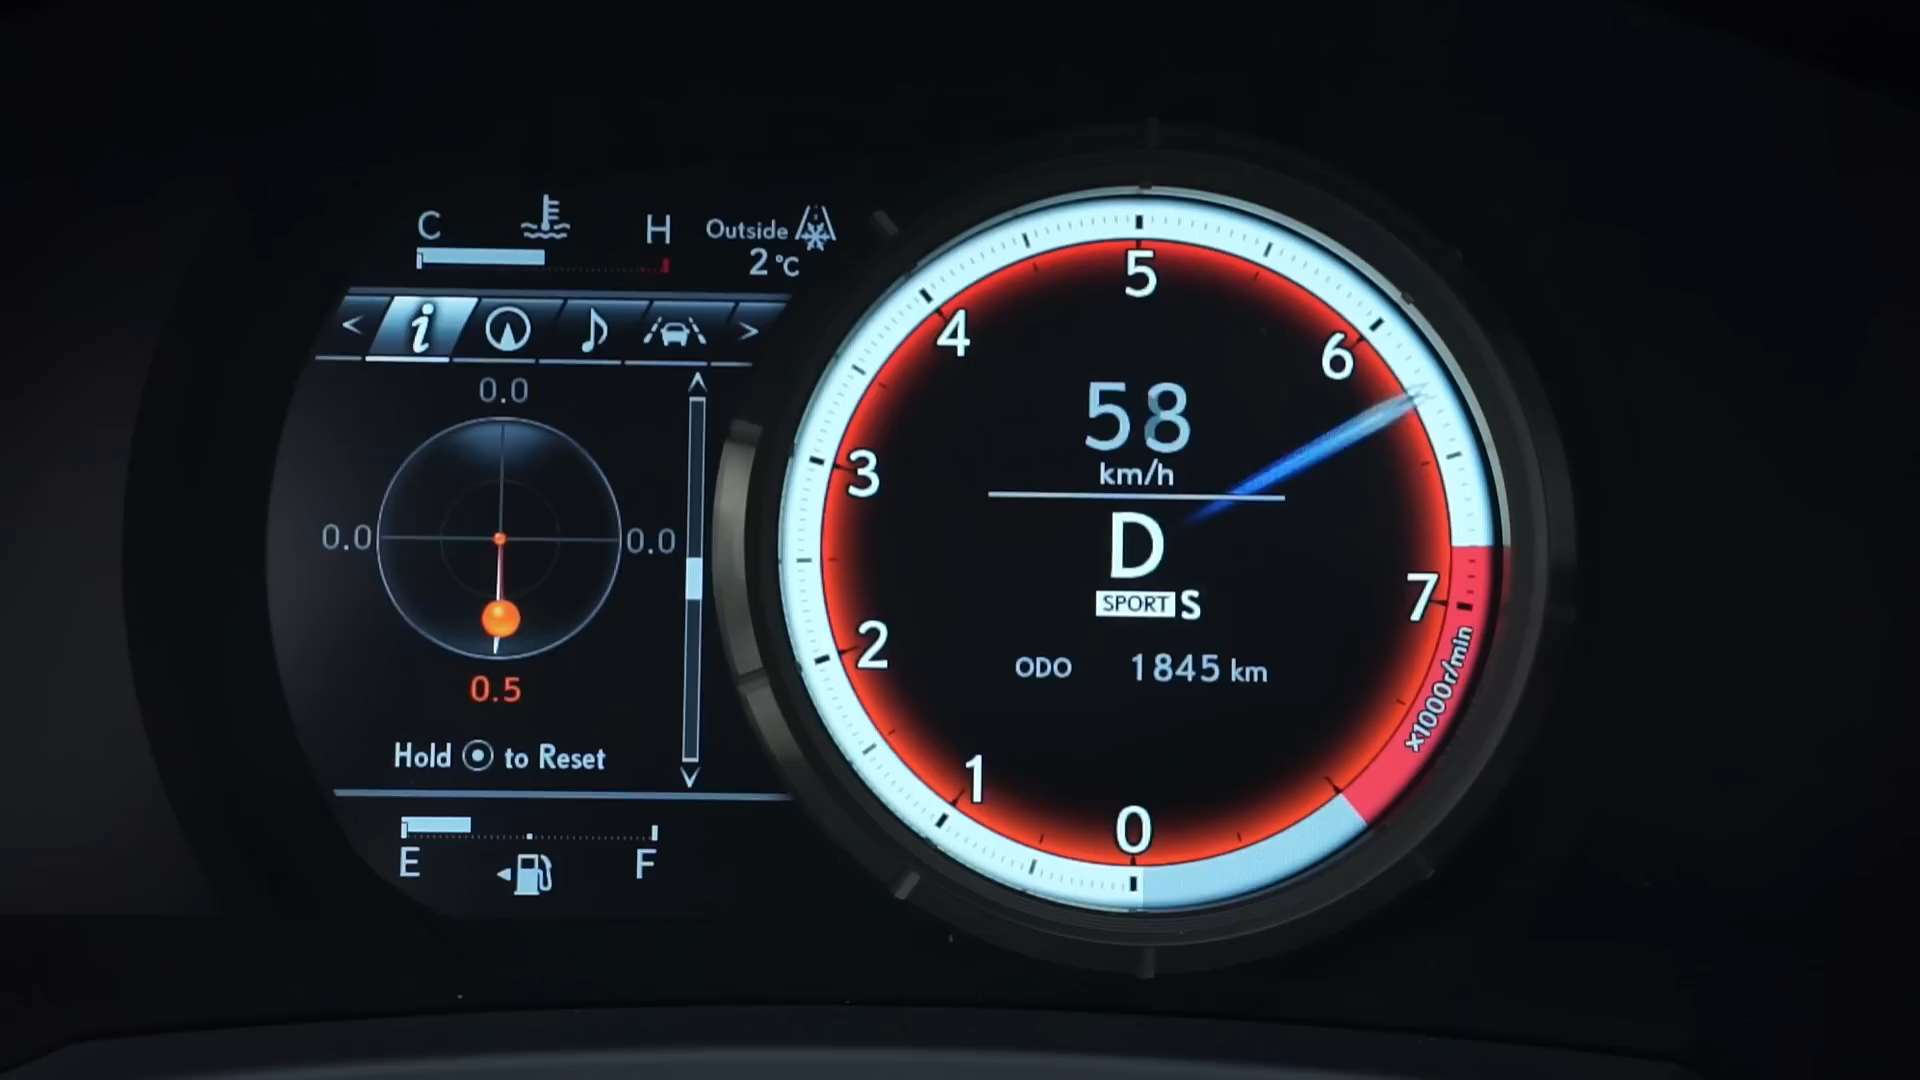 C H
Outside
2 °C
< i >
0.0
0.0 0.0
0.5
Hold to Reset
E F
0
1
2
3
4
5
6
7
x1000r/min
58
km/h
D
SPORT S
ODO 1845 km